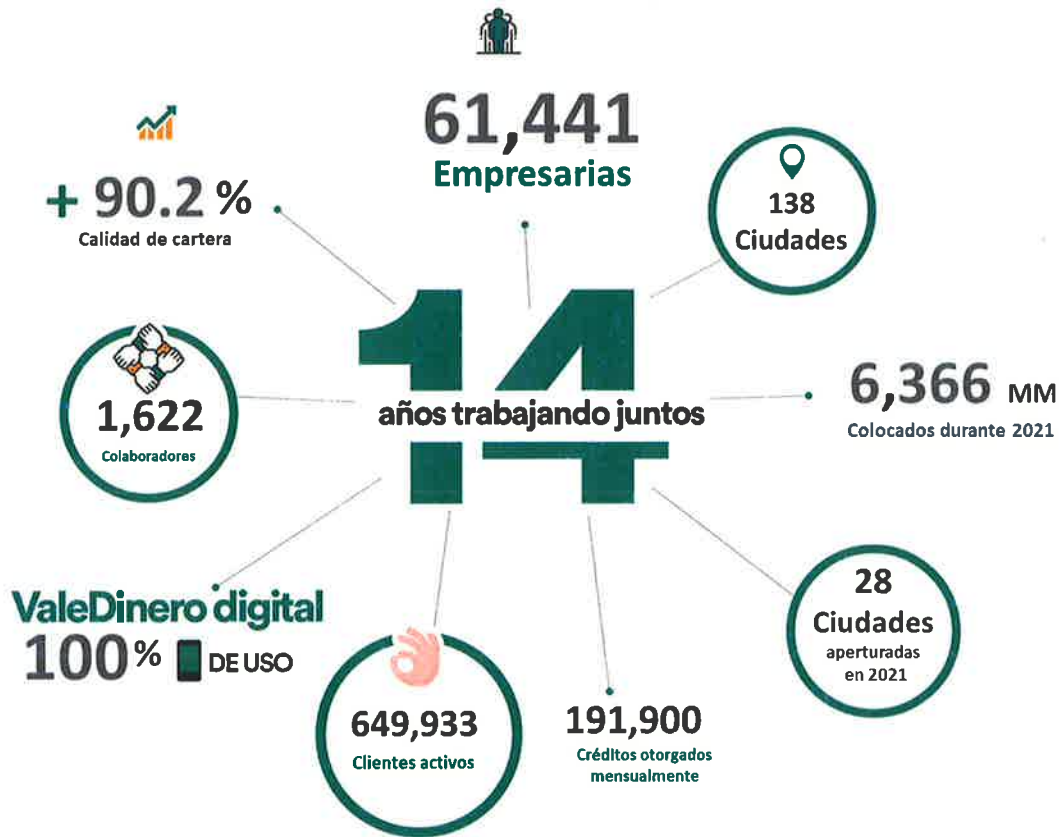 61,441
Empresarias
+ 90.2 %
Calidad de cartera
138
Ciudades
14
años trabajando juntos
6,366 MM
Colocados durante 2021
1,622
Colaboradores
28
Ciudades
aperturadas
en 2021
ValeDinero digital
100% DE USO
649,933
Clientes activos
191,900
Créditos otorgados
mensualmente